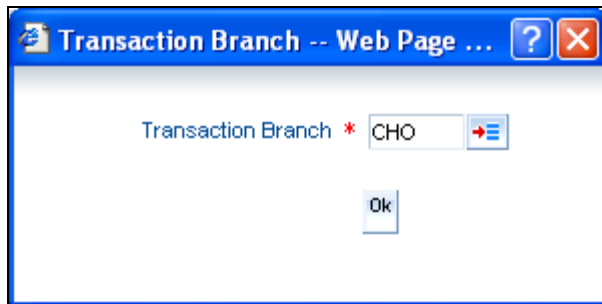 Transaction Branch -- Web Page ...
Transaction Branch * CHO
Ok